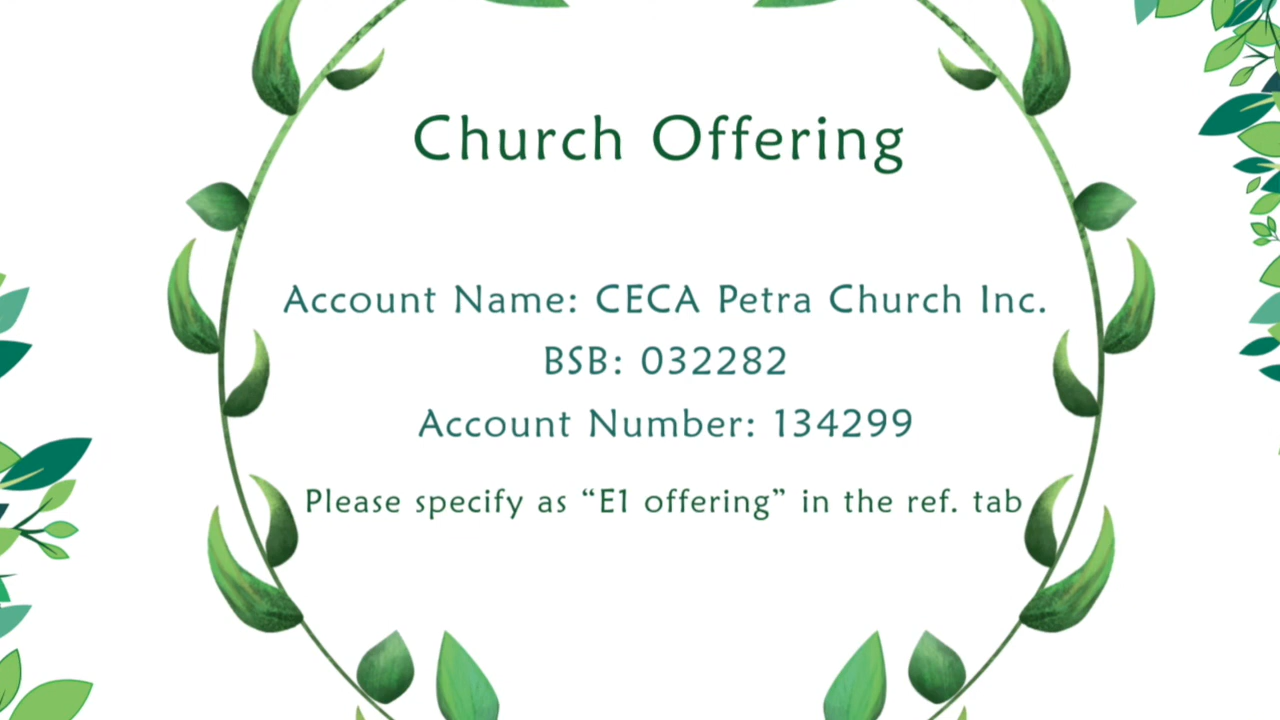 Church Offering
Account Name: CECA Petra Church Inc.
BSB: 032282
Account Number: 134299
Please specify as “E1 offering” in the ref. tab